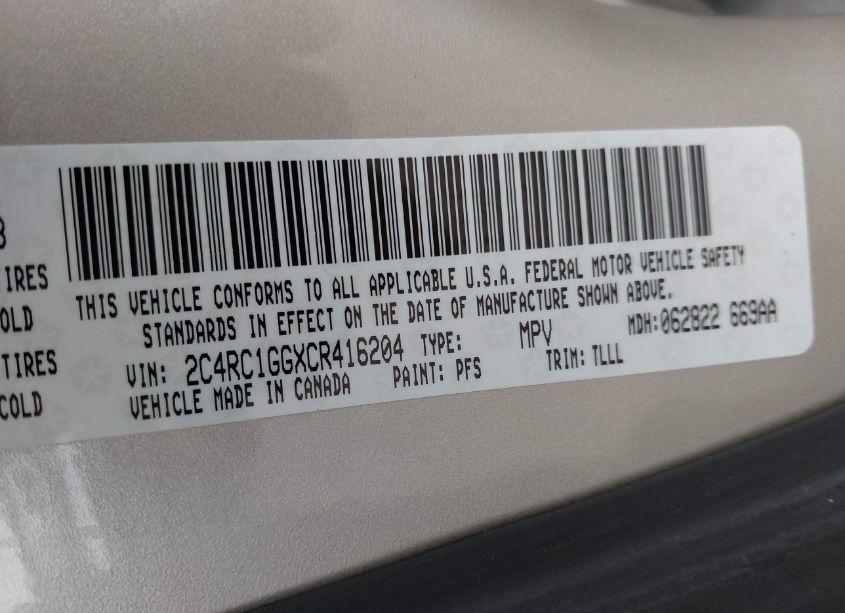 3
TIRES
OLD
TIRES
COLD
THIS VEHICLE CONFORMS TO ALL APPLICABLE U.S.A. FEDERAL MOTOR VEHICLE SAFETY
STANDARDS IN EFFECT ON THE DATE OF MANUFACTURE SHOWN ABOVE.
VIN: 2C4RC1GGXCR416204 TYPE: MPV MDH:062822 669AA
VEHICLE MADE IN CANADA PAINT: PFS TRIM: TLLL